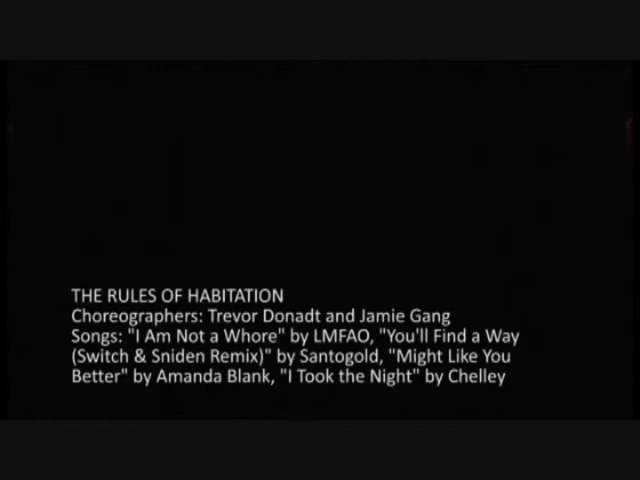 THE RULES OF HABITATION
Choreographers: Trevor Donadt and Jamie Gang
Songs: "I Am Not a Whore" by LMFAO, "You'll Find a Way
(Switch & Sniden Remix)" by Santogold, "Might Like You
Better" by Amanda Blank, "I Took the Night" by Chelley